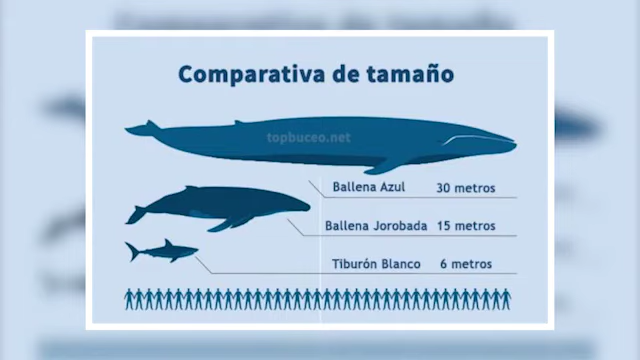 Comparativa de tamaño
topbuceo.net
Ballena Azul 30 metros
Ballena Jorobada 15 metros
Tiburón Blanco 6 metros